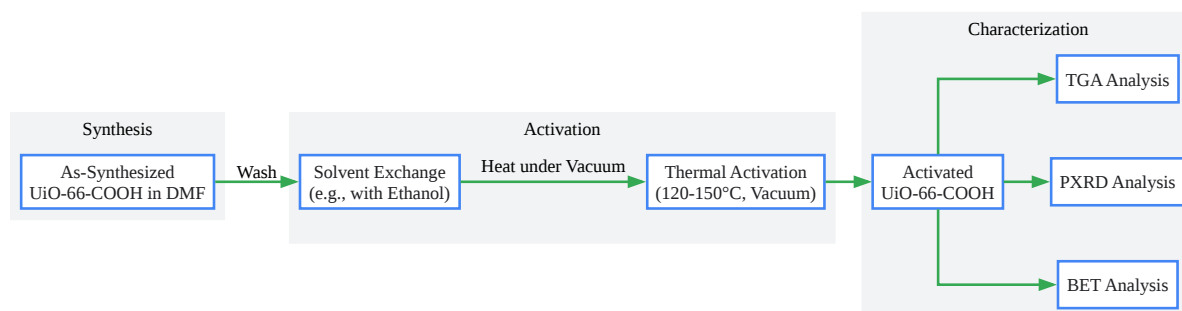 Synthesis
As-Synthesized
UiO-66-COOH in DMF
Wash
Activation
Solvent Exchange
(e.g., with Ethanol)
Heat under Vacuum
Thermal Activation
(120-150°C, Vacuum)
Characterization
Activated
UiO-66-COOH
TGA Analysis
PXRD Analysis
BET Analysis